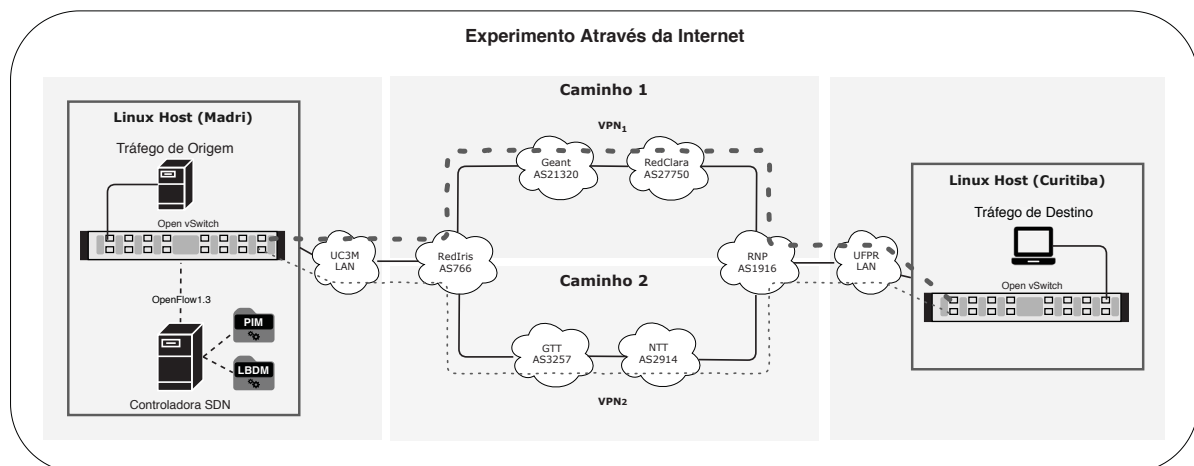 Experimento Através da Internet
Linux Host (Madri)
Tráfego de Origem
Open vSwitch
OpenFlow1.3
PIM
LBDM
Controladora SDN
UC3M
LAN
RedIris
AS766
Caminho 1
VPN1
Geant
AS21320
RedClara
AS27750
Caminho 2
GTT
AS3257
NTT
AS2914
VPN2
RNP
AS1916
UFPR
LAN
Linux Host (Curitiba)
Tráfego de Destino
Open vSwitch